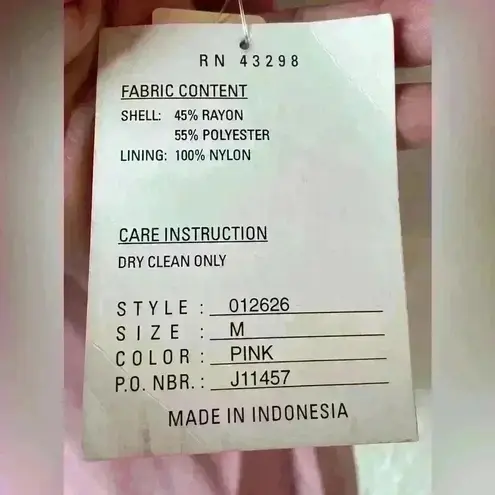 RN 43298
FABRIC CONTENT
SHELL: 45% RAYON
55% POLYESTER
LINING: 100% NYLON
CARE INSTRUCTION
DRY CLEAN ONLY
STYLE : 012626
SIZE : M
COLOR : PINK
P.O. NBR. : J11457
MADE IN INDONESIA